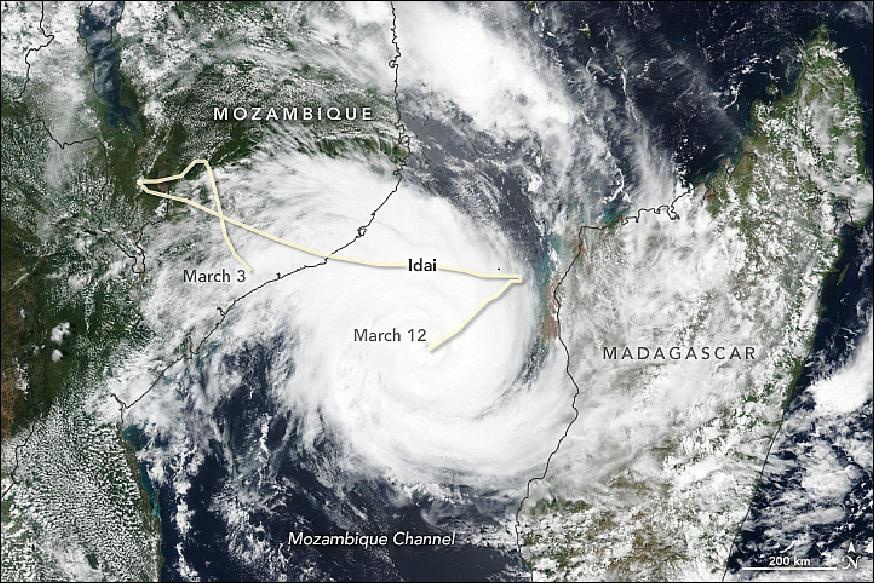 MOZAMBIQUE
Idai
March 3
March 12
MADAGASCAR
Mozambique Channel
200 km
N